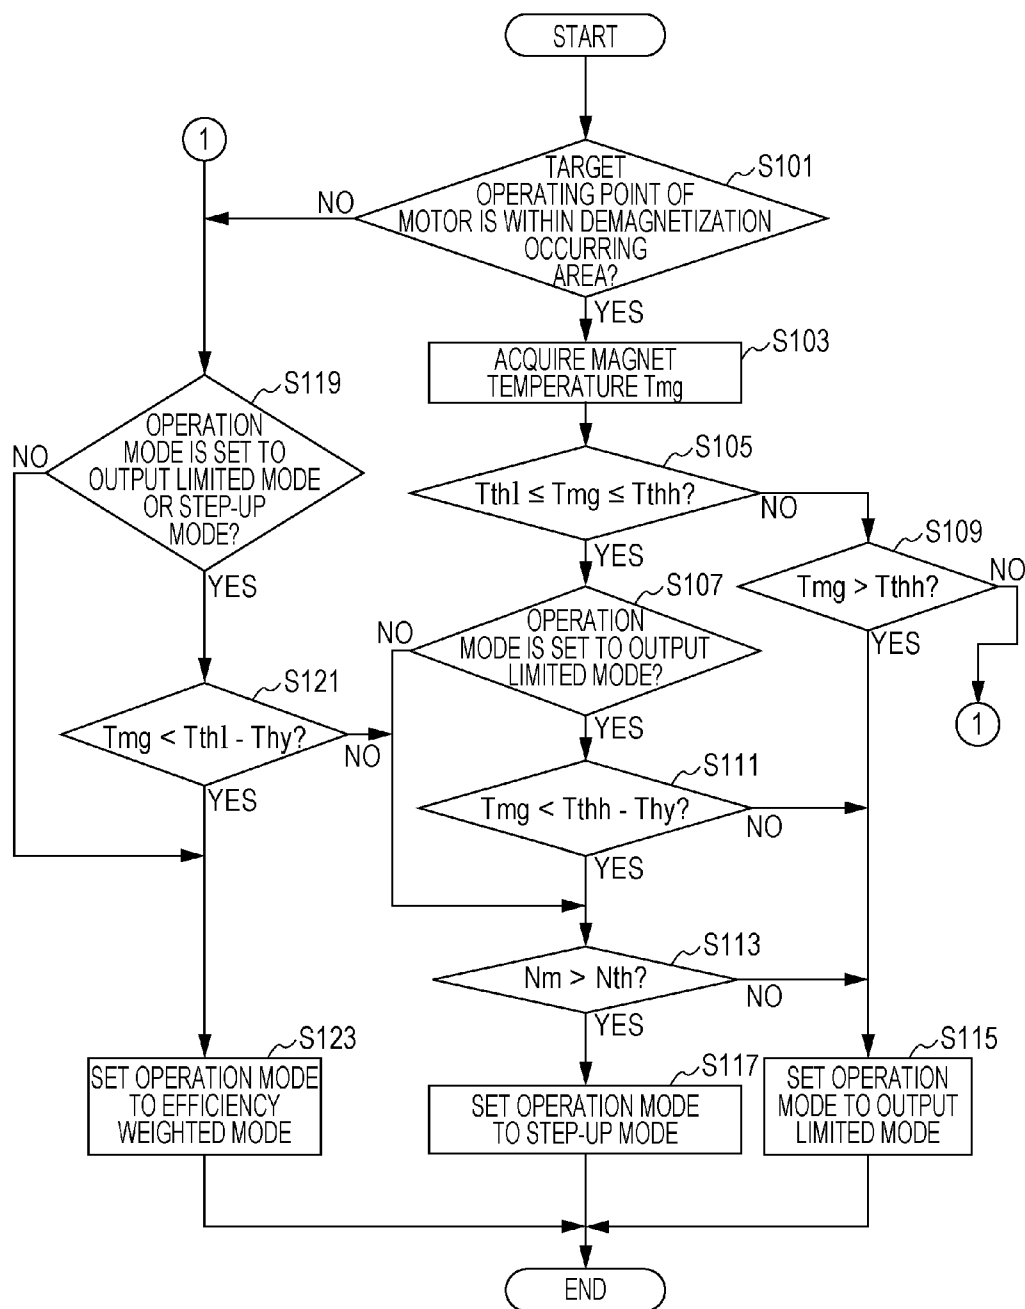 START
1
S101
TARGET
OPERATING POINT OF
MOTOR IS WITHIN DEMAGNETIZATION
OCCURRING
AREA?
NO
YES
S103
ACQUIRE MAGNET
TEMPERATURE Tmg
S119
OPERATION
MODE IS SET TO
OUTPUT LIMITED MODE
OR STEP-UP
MODE?
NO
YES
S105
Tthl ≤ Tmg ≤ Tthh?
NO
YES
S109
Tmg > Tthh?
NO
YES
1
S107
OPERATION
MODE IS SET TO OUTPUT
LIMITED MODE?
NO
YES
S121
Tmg < Tthl - Thy?
NO
YES
S111
Tmg < Tthh - Thy?
NO
YES
S113
Nm > Nth?
NO
YES
S123
SET OPERATION MODE
TO EFFICIENCY
WEIGHTED MODE
S117
SET OPERATION MODE
TO STEP-UP MODE
S115
SET OPERATION
MODE TO OUTPUT
LIMITED MODE
END